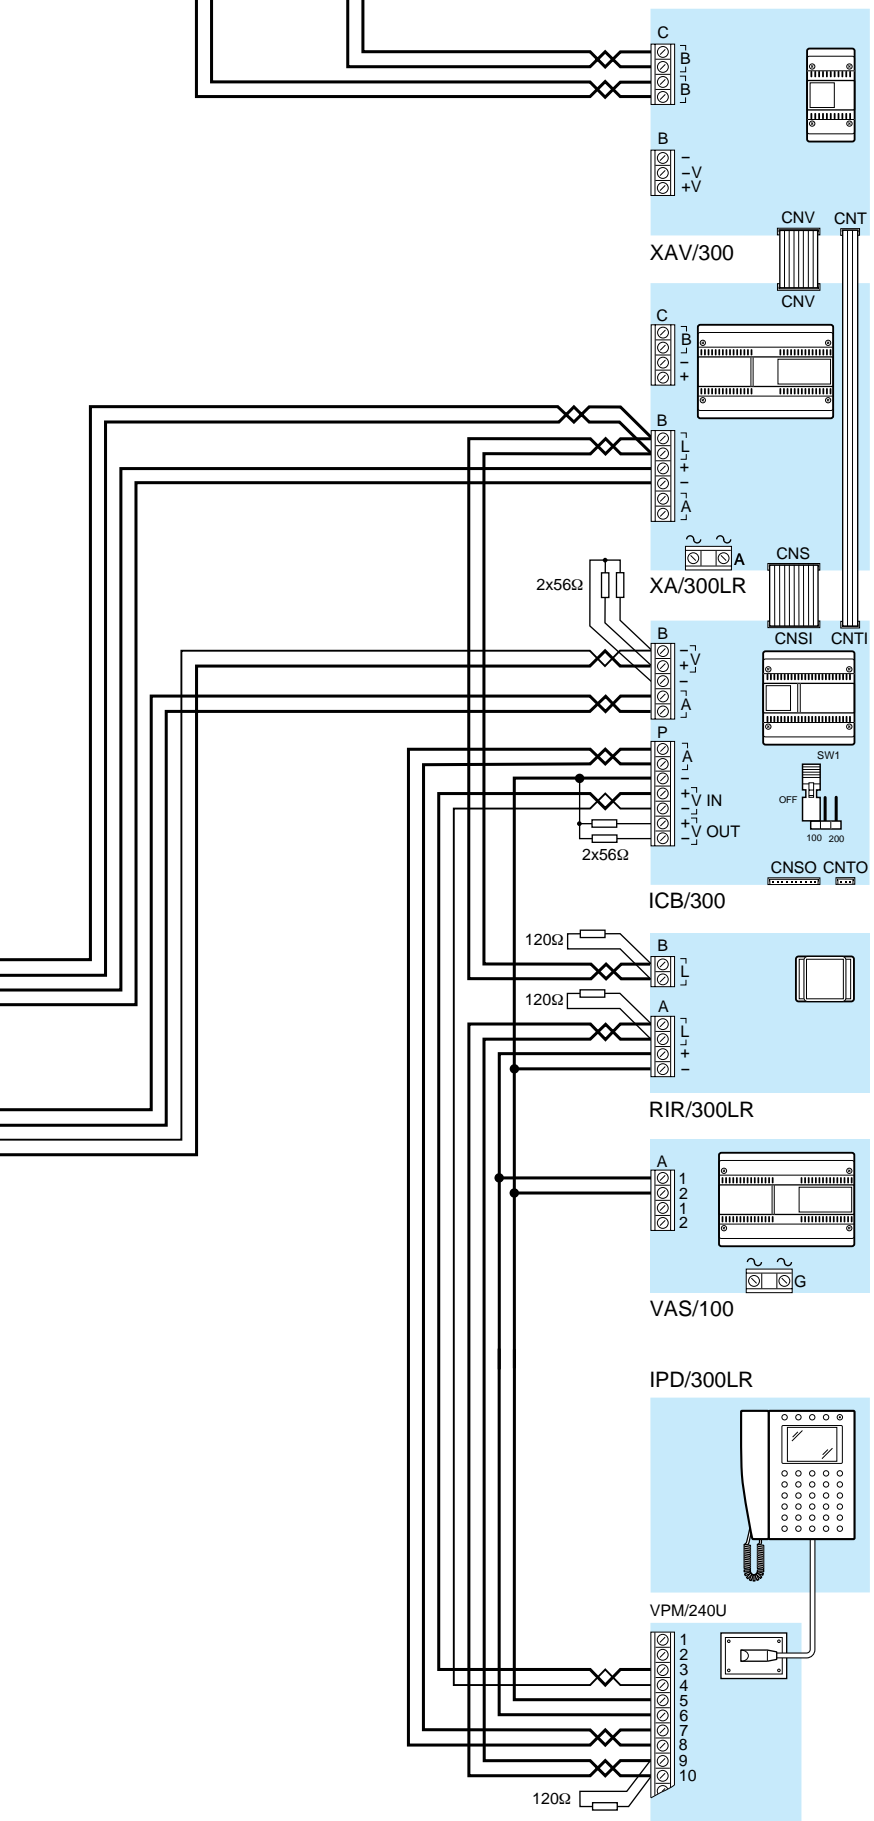 C
B
B
B
–
–V
+V
CNV CNT
XAV/300
CNV
C
B
–
+
B
L
+
–
A
A
CNS
2x56Ω
XA/300LR
CNSI CNTI
B
–
V
+
–
A
P
A
–
SW1
+
V IN
–
OFF
+
V OUT
–
100 200
2x56Ω
CNSO CNTO
ICB/300
120Ω
B
L
120Ω
A
L
+
–
RIR/300LR
A
1
2
1
2
G
VAS/100
IPD/300LR
VPM/240U
1
2
3
4
5
6
7
8
9
10
120Ω